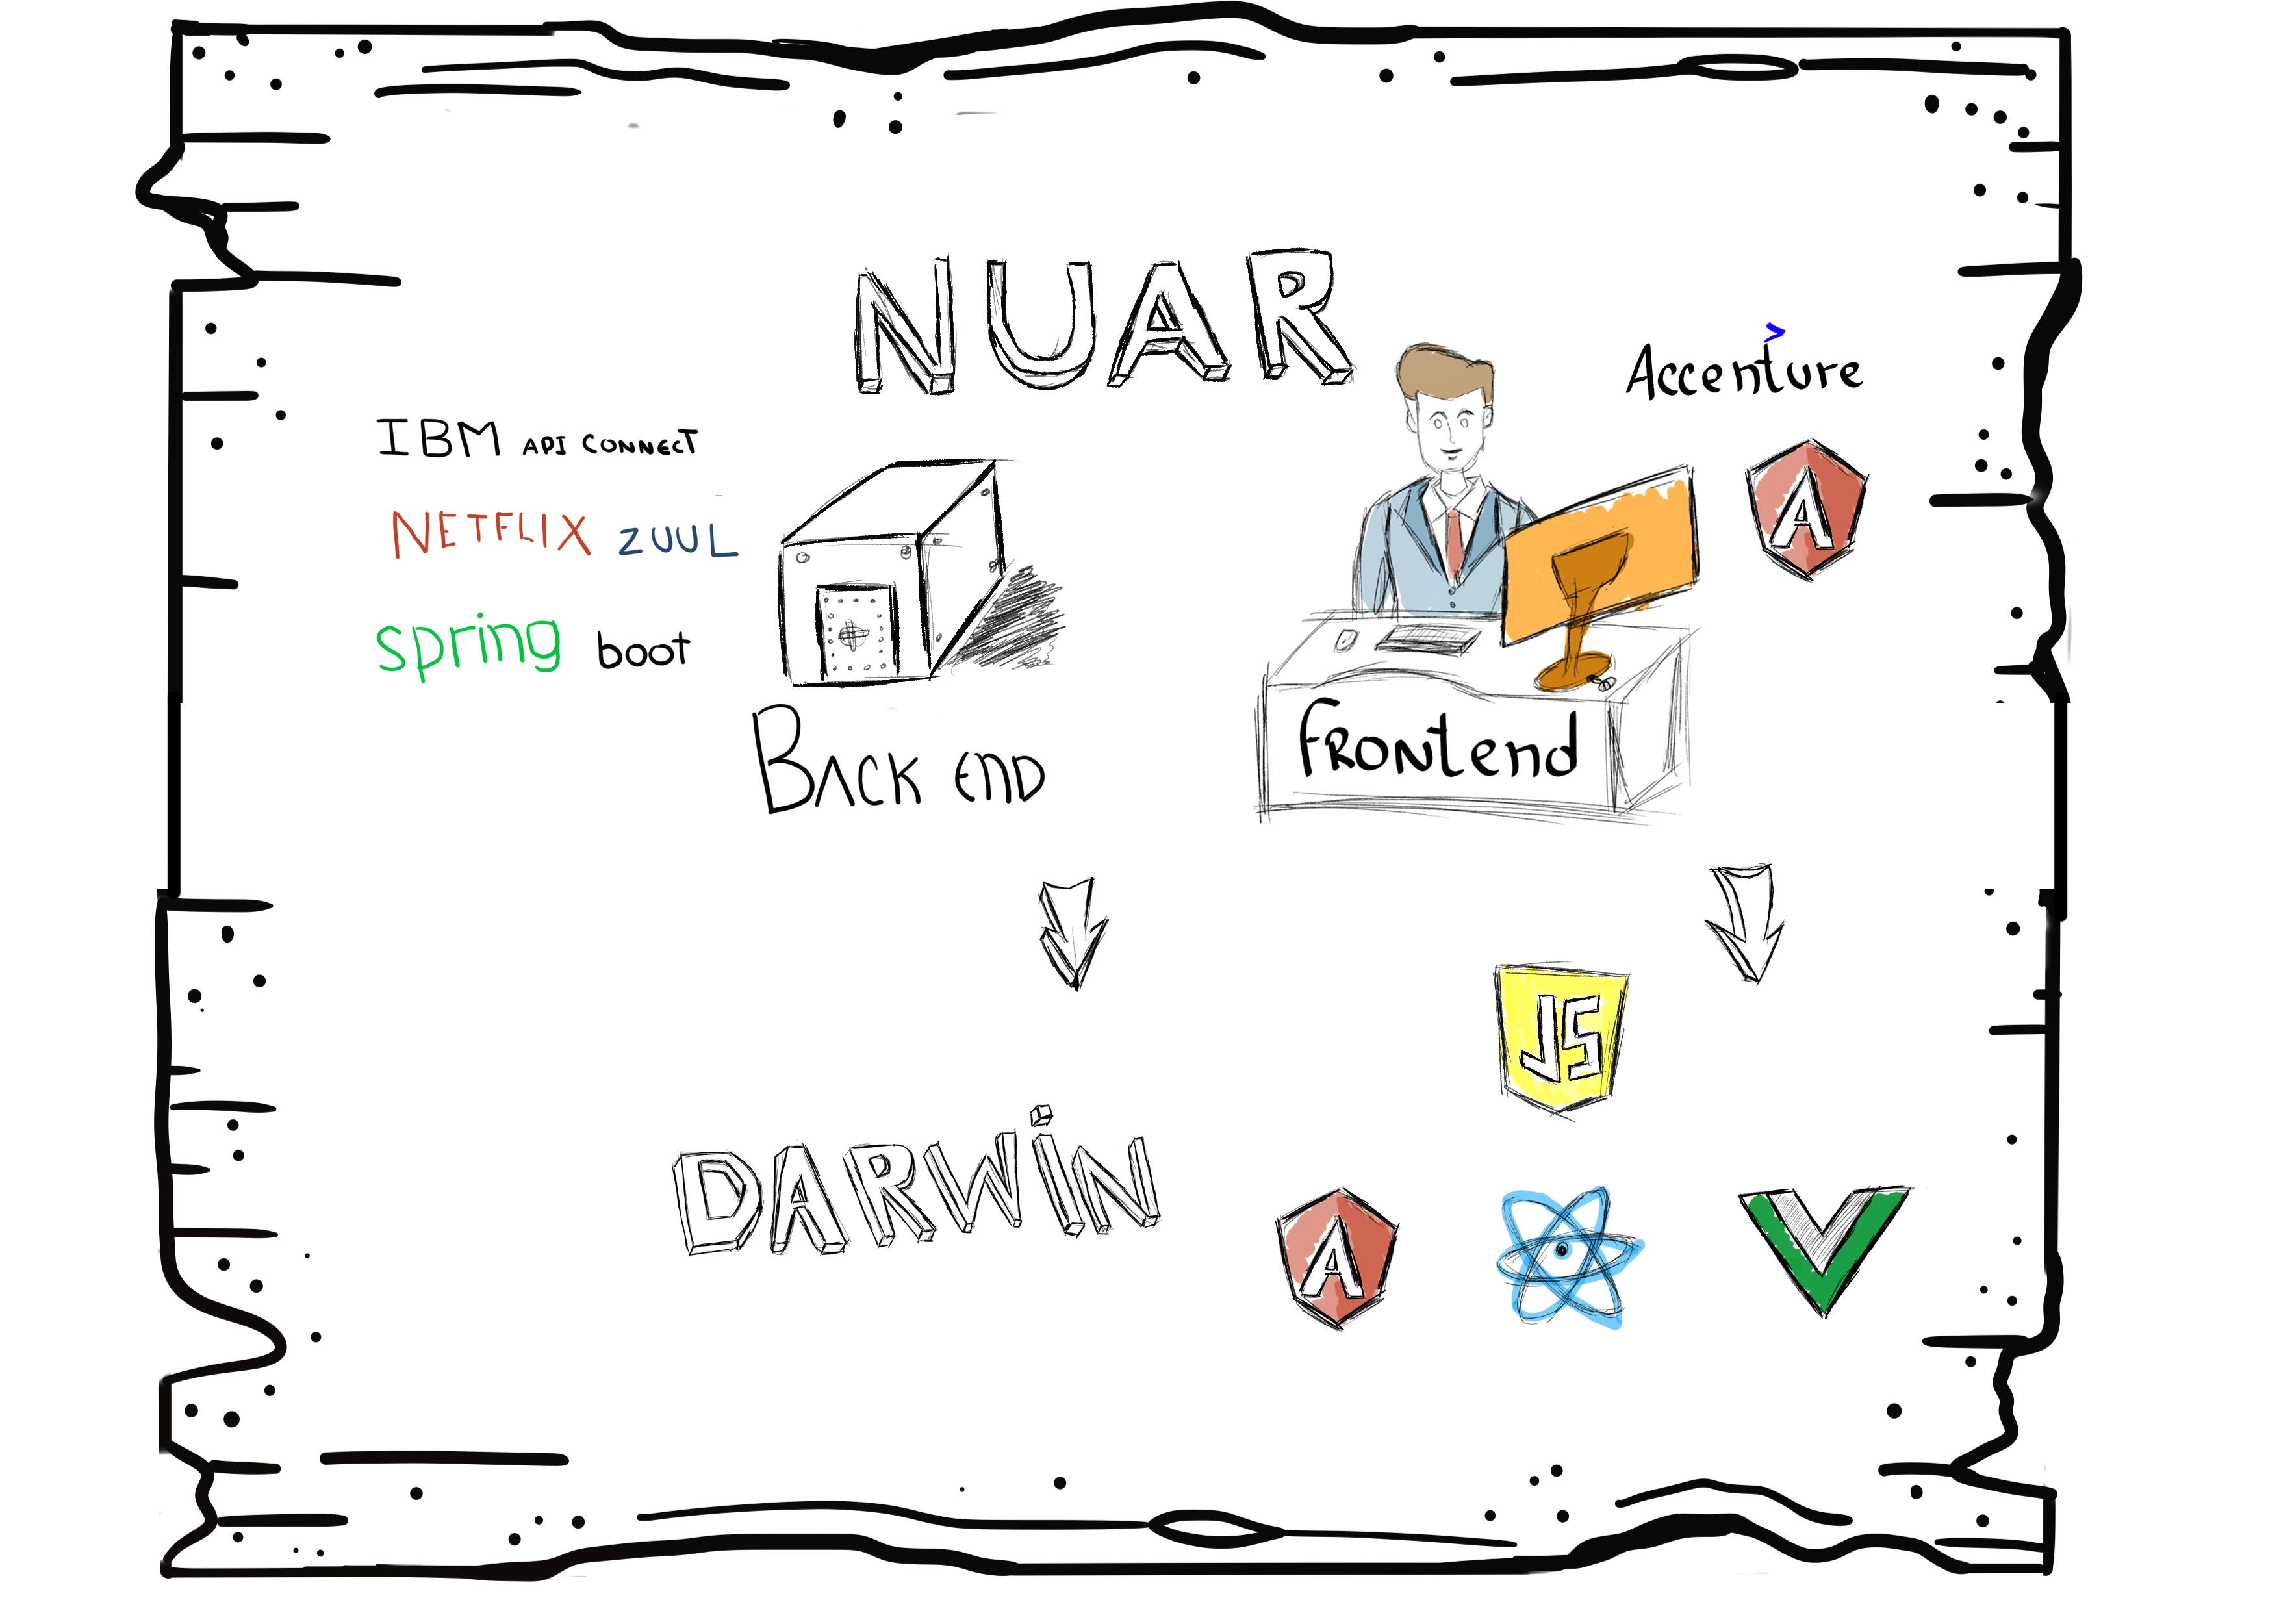 NUAR
Accenture
>
IBM API CONNECT
A
NETFLIX ZUUL
spring boot
BACK END
FRONtend
JS
DARWiN
A